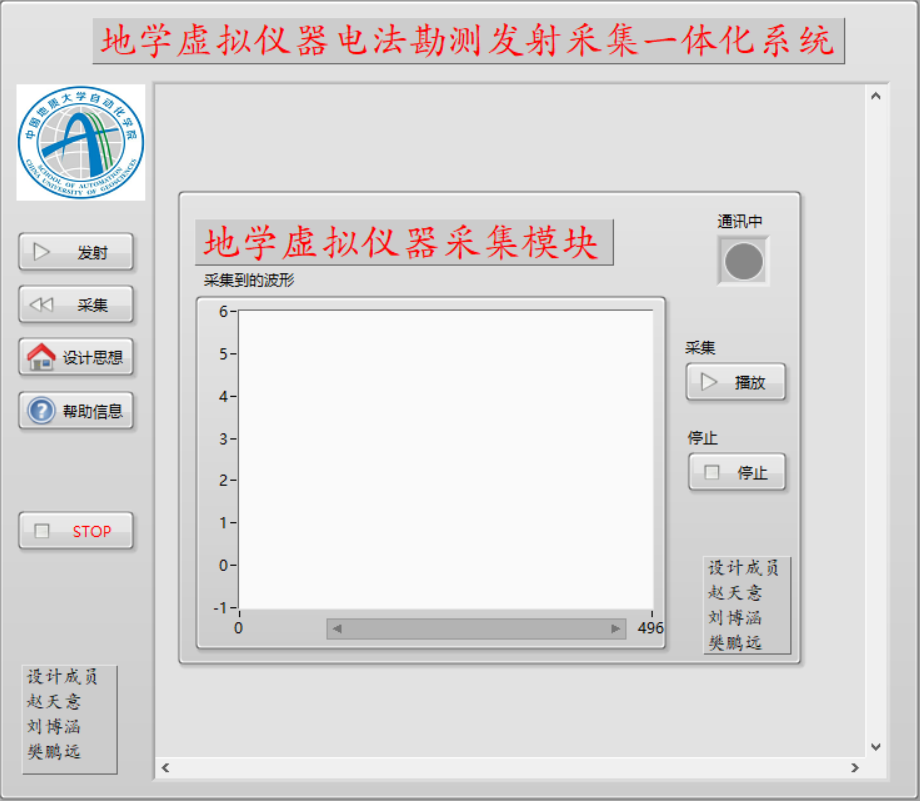 地学虚拟仪器电法勘测发射采集一体化系统
中国地质大学自动化学院
SCHOOL OF AUTOMATION
CHINA UNIVERSITY OF GEOSCIENCES
发射
采集
设计思想
帮助信息
STOP
设计成员
赵天意
刘博涵
樊鹏远
地学虚拟仪器采集模块
通讯中
采集到的波形
6
5
4
3
2
1
0
-1
0
496
采集
播放
停止
停止
设计成员
赵天意
刘博涵
樊鹏远